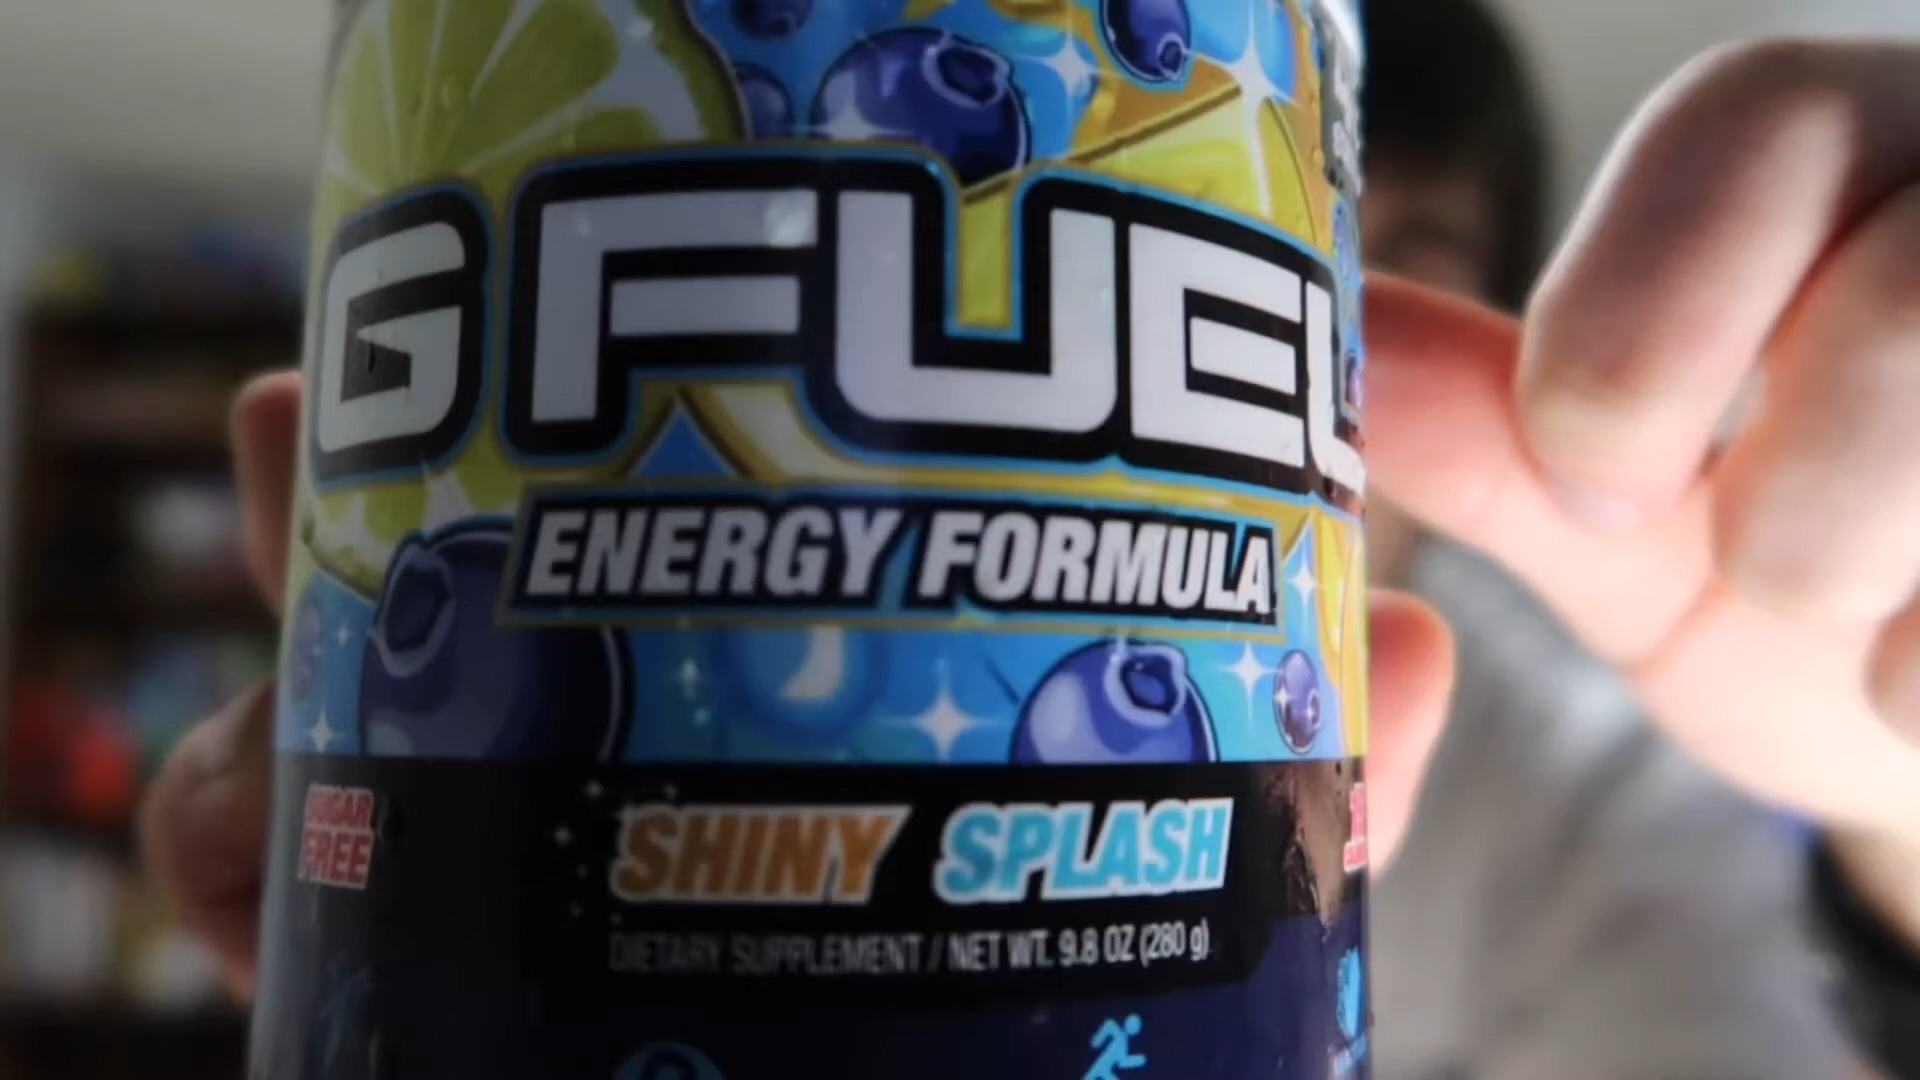 G FUEL
ENERGY FORMULA
SUGAR
FREE
SHINY SPLASH
DIETARY SUPPLEMENT / NET WT. 9.8 OZ (280 g)